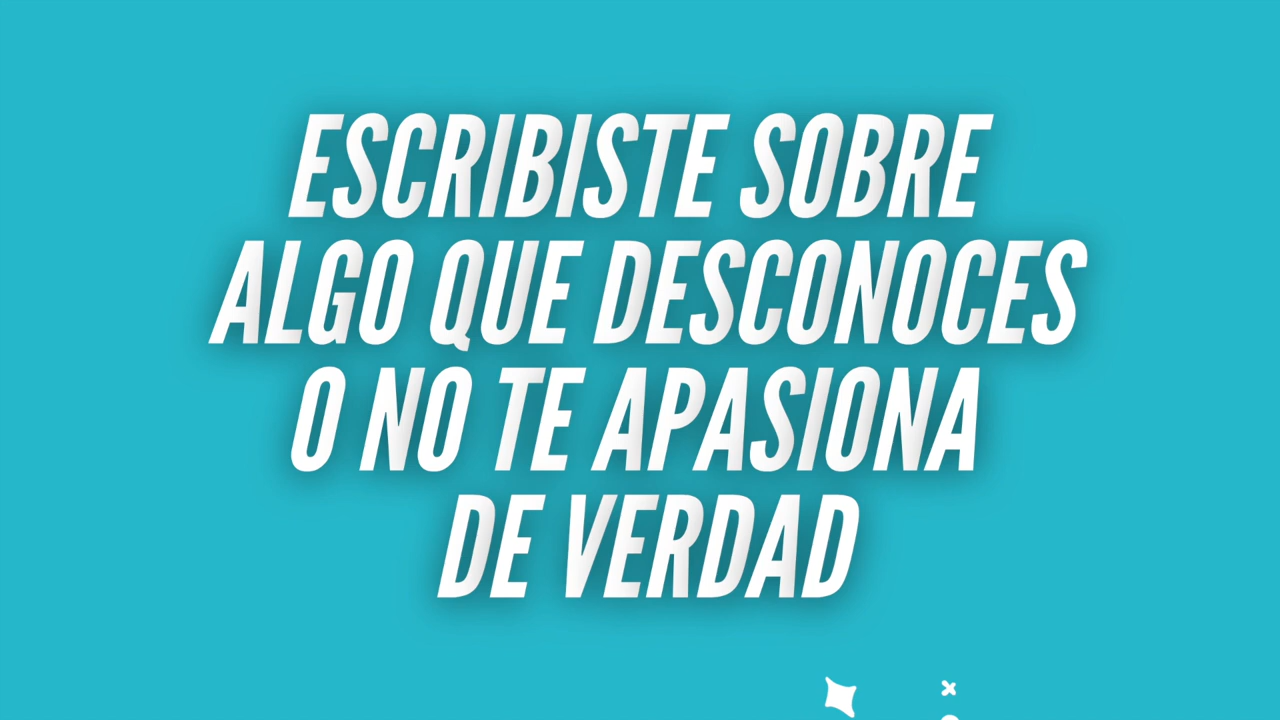 ESCRIBISTE SOBRE
ALGO QUE DESCONOCES
O NO TE APASIONA
DE VERDAD